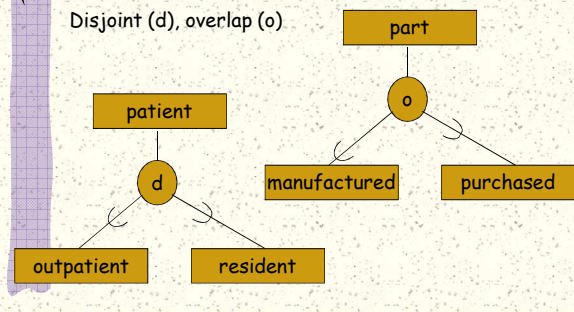 Disjoint (d), overlap (o)
part
o
manufactured
purchased
patient
d
outpatient
resident